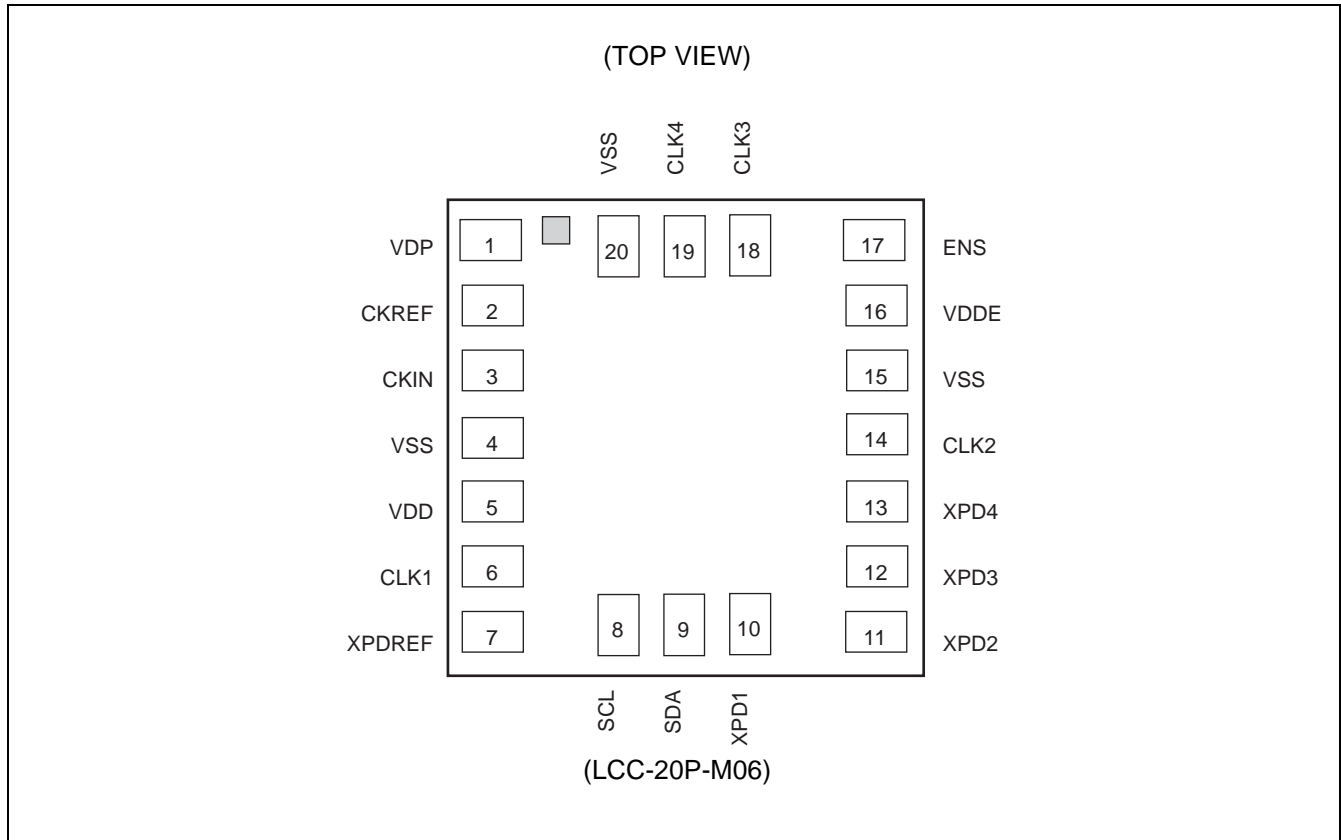 (TOP VIEW)
VSS
CLK4
CLK3
VDP 1 20 19 18 17 ENS
CKREF 2 16 VDDE
CKIN 3 15 VSS
VSS 4 14 CLK2
VDD 5 13 XPD4
CLK1 6 12 XPD3
XPDREF 7 8 9 10 11 XPD2
SCL
SDA
XPD1
(LCC-20P-M06)